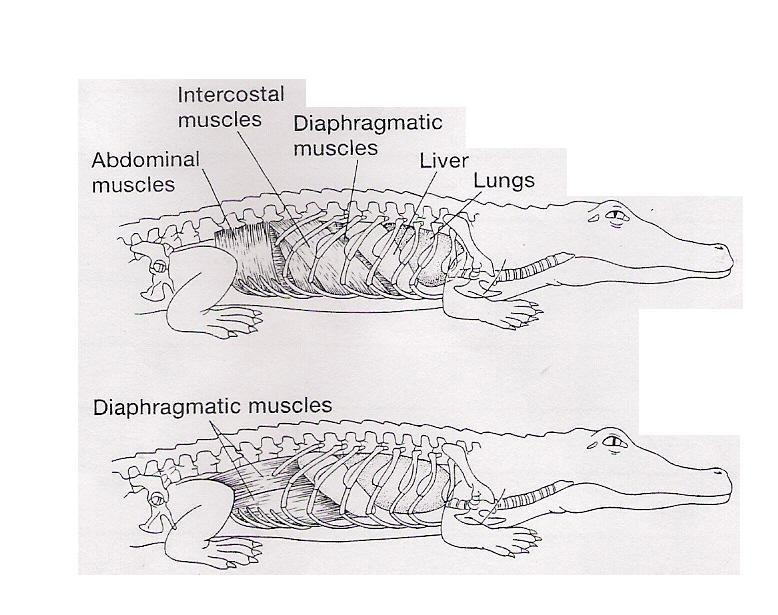 Intercostal
muscles
Diaphragmatic
muscles
Abdominal
muscles
Liver
Lungs
Diaphragmatic muscles